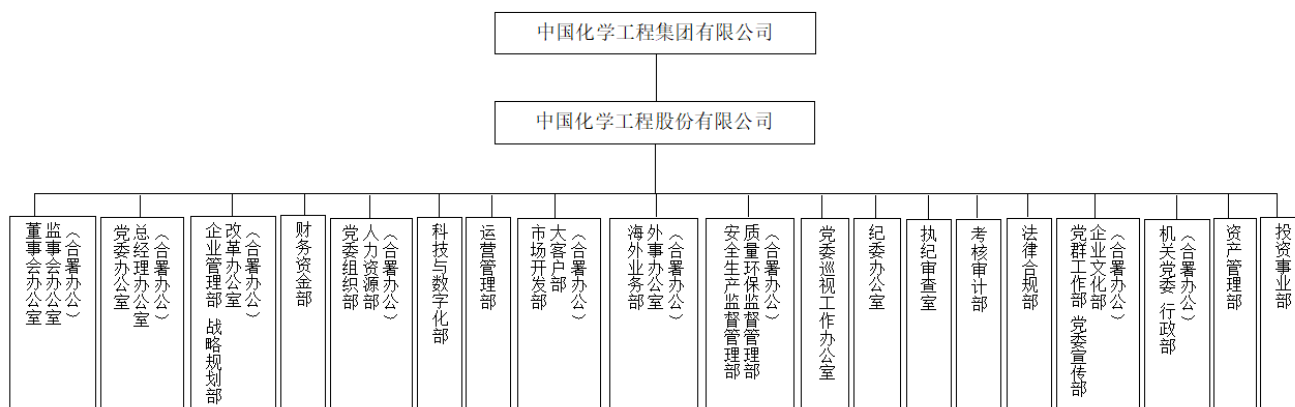 中国化学工程集团有限公司
中国化学工程股份有限公司
董事会办公室
监事会办公室
（合署办公）
党委办公室
总经理办公室
（合署办公）
企业管理部 战略规划部
改革办公室
（合署办公）
财务资金部
党委组织部
人力资源部
（合署办公）
科技与数字化部
运营管理部
市场开发部
大客户部
（合署办公）
海外业务部
外事办公室
（合署办公）
安全生产监督管理部
质量环保监督管理部
（合署办公）
党委巡视工作办公室
纪委办公室
执纪审查室
考核审计部
法律合规部
党群工作部 党委宣传部
企业文化部
（合署办公）
机关党委 行政部
（合署办公）
资产管理部
投资事业部